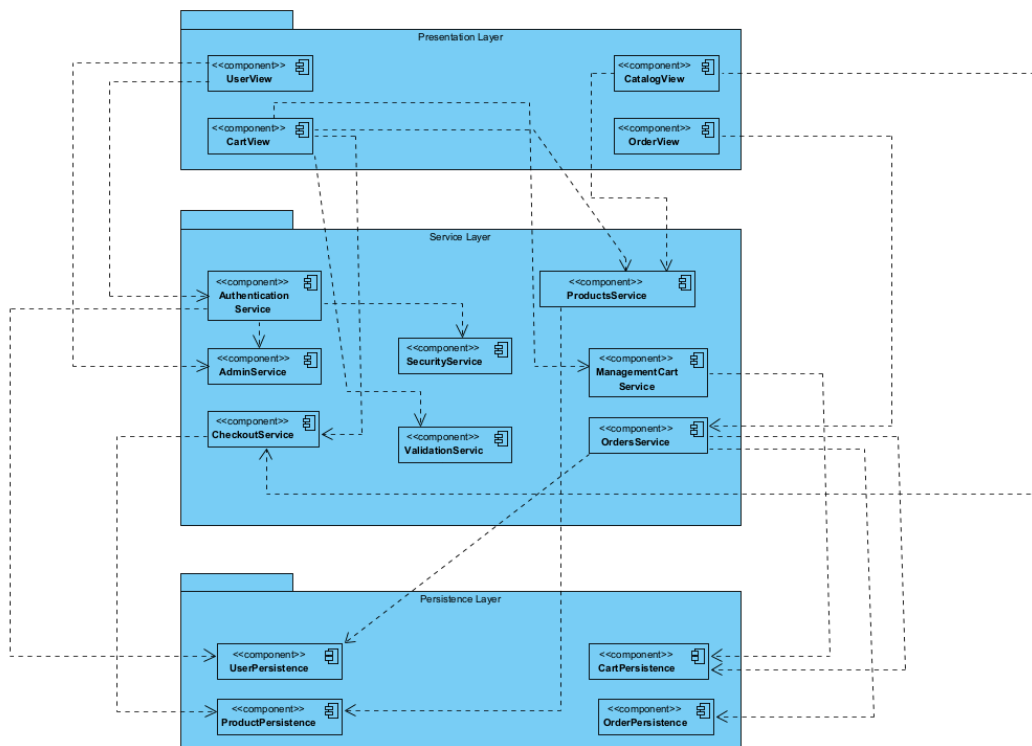 Presentation Layer
<<component>>
UserView
<<component>>
CatalogView
<<component>>
CartView
<<component>>
OrderView
Service Layer
<<component>>
Authentication
Service
<<component>>
ProductsService
<<component>>
SecurityService
<<component>>
AdminService
<<component>>
ManagementCart
Service
<<component>>
CheckoutService
<<component>>
ValidationServic
<<component>>
OrdersService
Persistence Layer
<<component>>
UserPersistence
<<component>>
CartPersistence
<<component>>
ProductPersistence
<<component>>
OrderPersistence